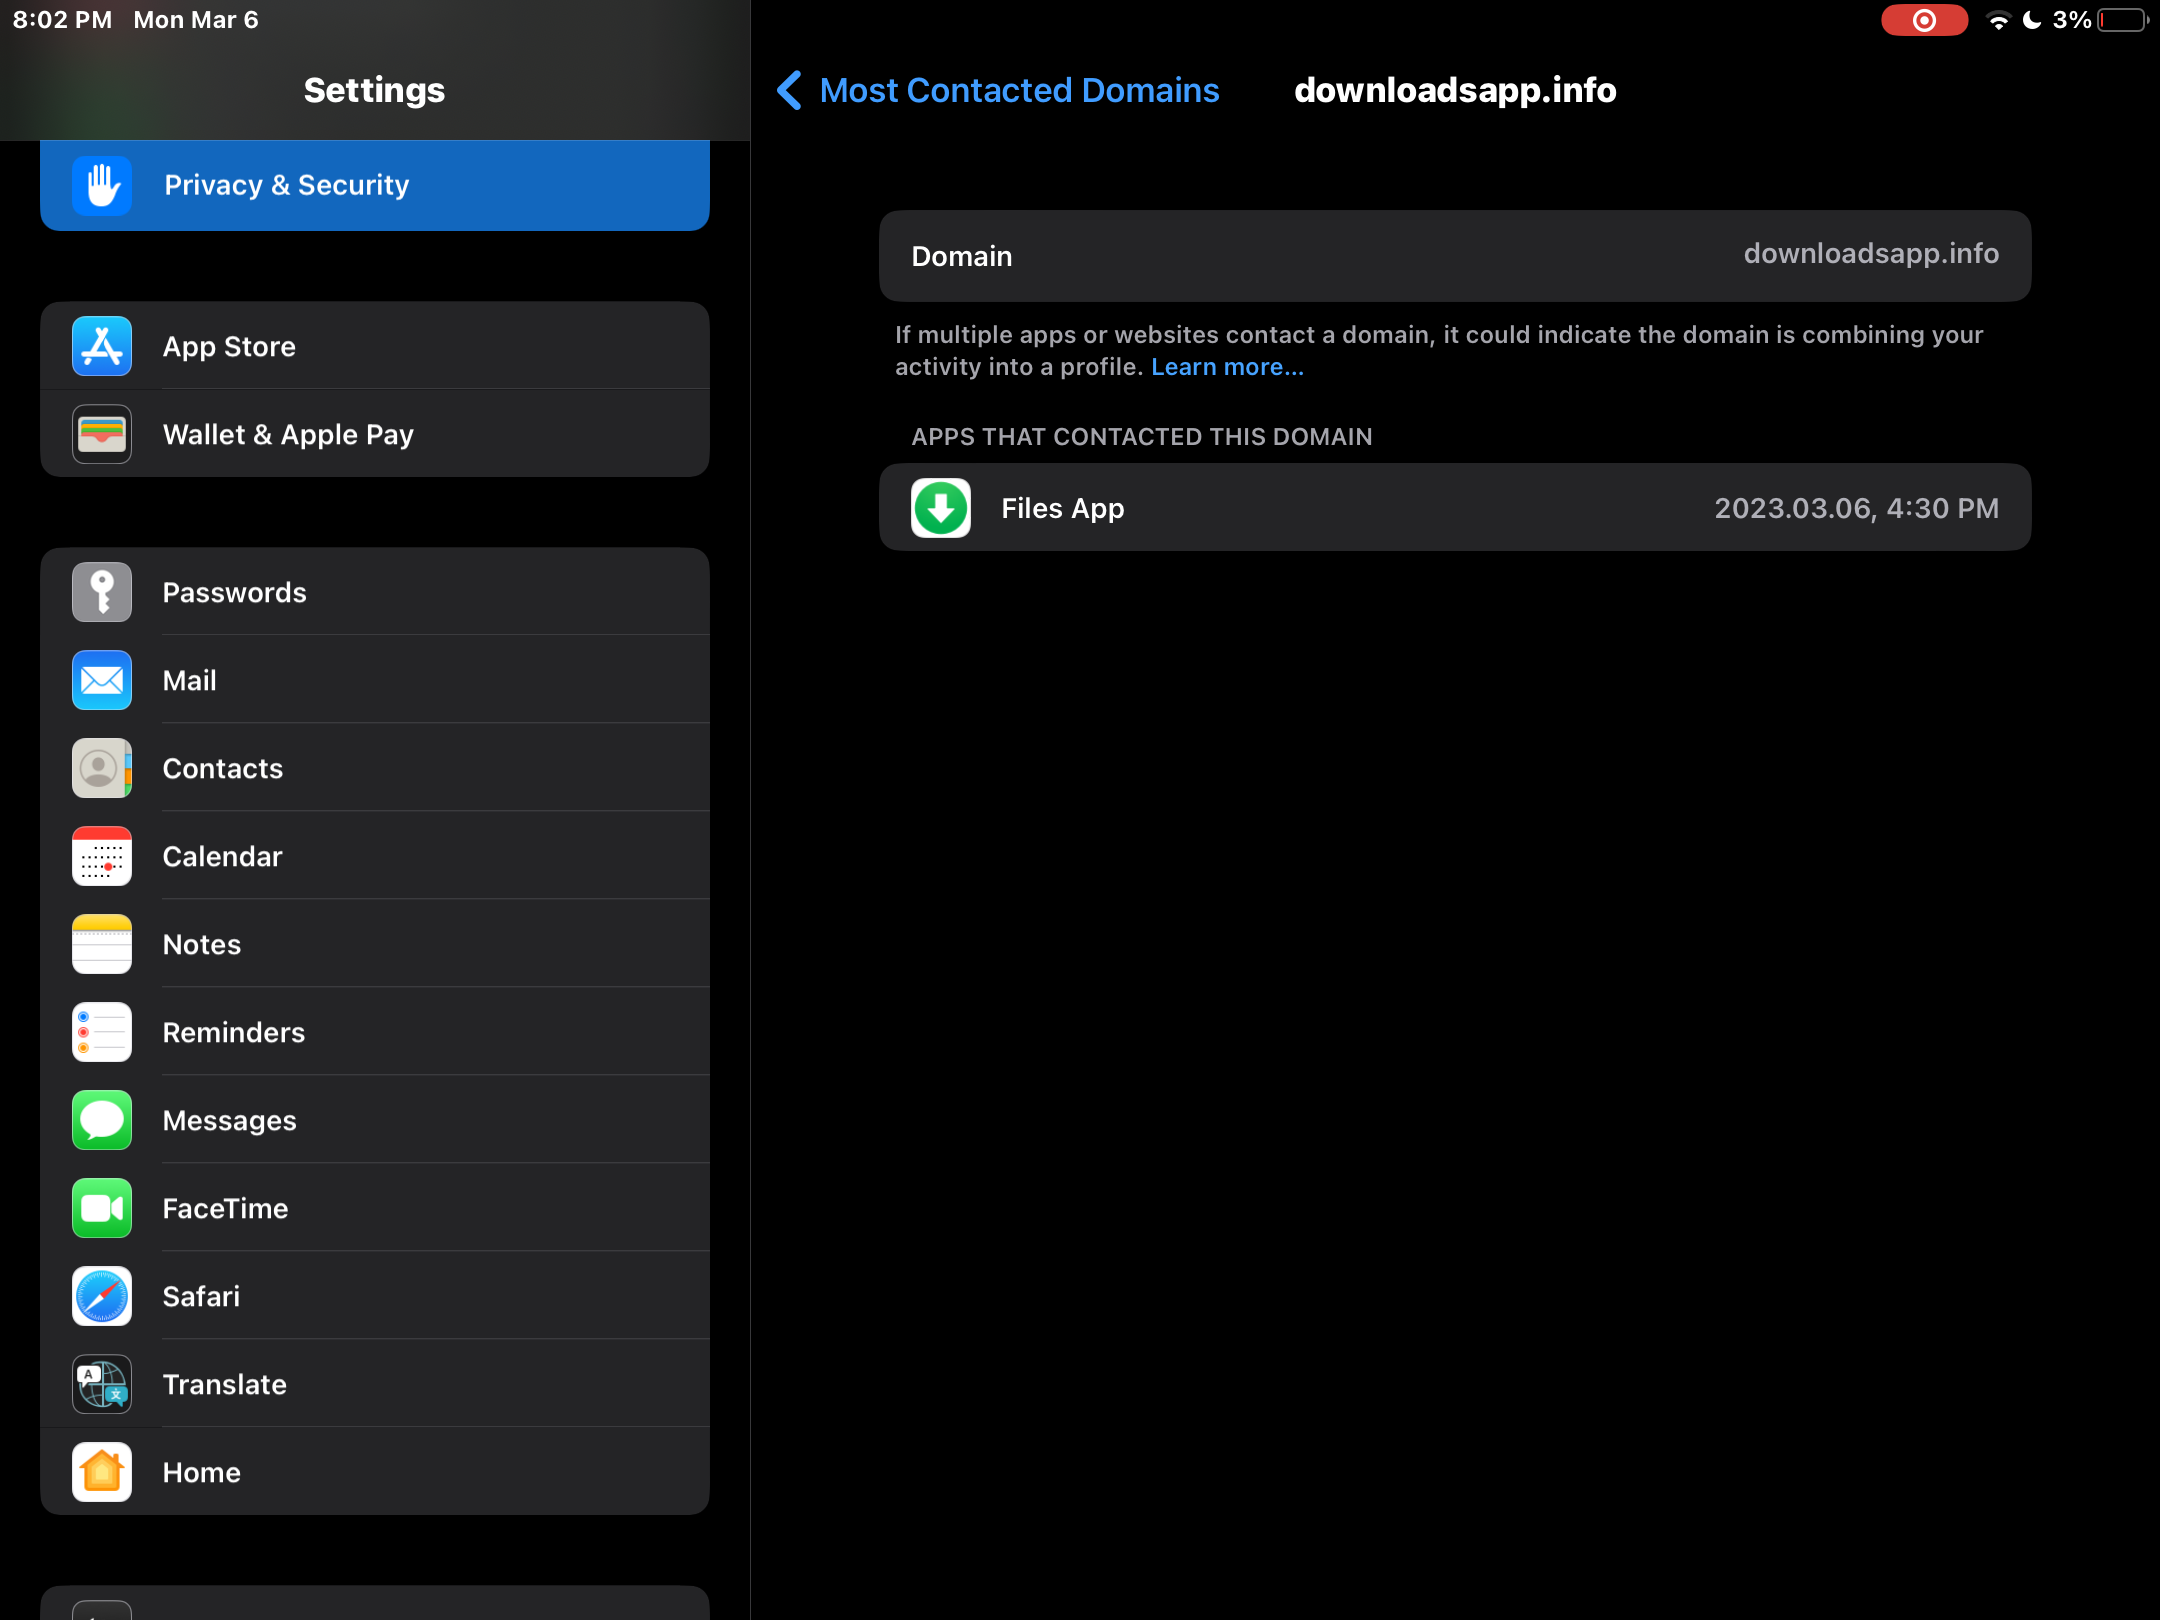 8:02 PM Mon Mar 6
3%
Settings
Privacy & Security
App Store
Wallet & Apple Pay
Passwords
Mail
Contacts
Calendar
Notes
Reminders
Messages
FaceTime
Safari
A
文
Translate
Home
Most Contacted Domains
downloadsapp.info
Domain
downloadsapp.info
If multiple apps or websites contact a domain, it could indicate the domain is combining your
activity into a profile. Learn more...
APPS THAT CONTACTED THIS DOMAIN
Files App
2023.03.06, 4:30 PM